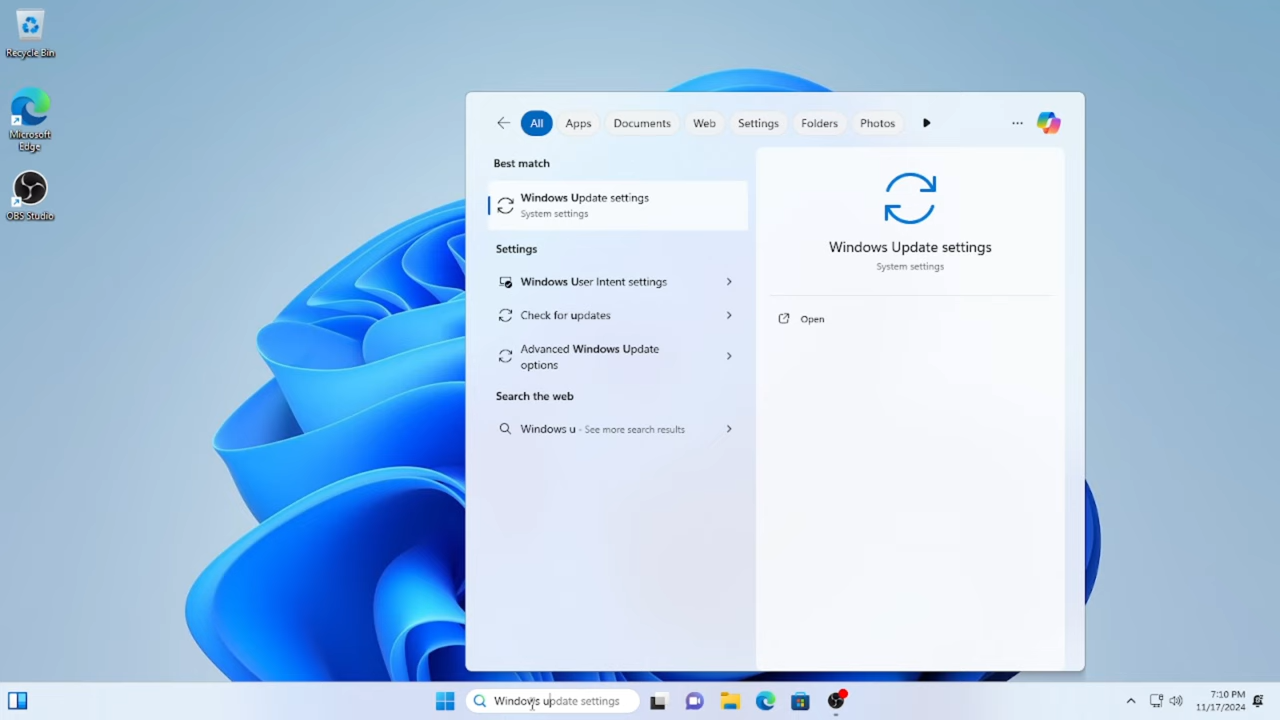 Recycle Bin
Microsoft
Edge
OBS Studio
All
Apps
Documents
Web
Settings
Folders
Photos
Best match
Windows Update settings
System settings
Settings
Windows User Intent settings
Check for updates
Advanced Windows Update
options
Search the web
Windows u - See more search results
Windows Update settings
System settings
Open
Windows update settings
7:10 PM
11/17/2024